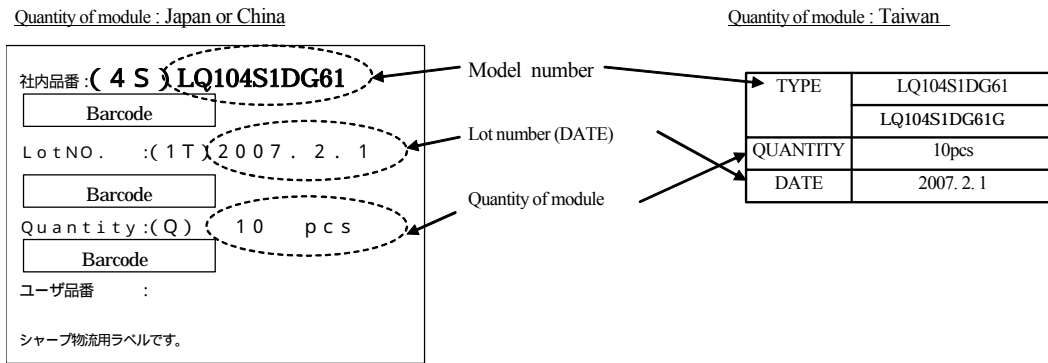 Quantity of module : Japan or China
社内品番 : (4S) LQ104S1DG61
Barcode
LotNO. :(1T) 2007. 2. 1
Barcode
Quantity:(Q) 10 pcs
Barcode
ユーザ品番 :
シャープ物流用ラベルです。
Model number
Lot number (DATE)
Quantity of module
Quantity of module : Taiwan
TYPE LQ104S1DG61
LQ104S1DG61G
QUANTITY 10pcs
DATE 2007. 2. 1